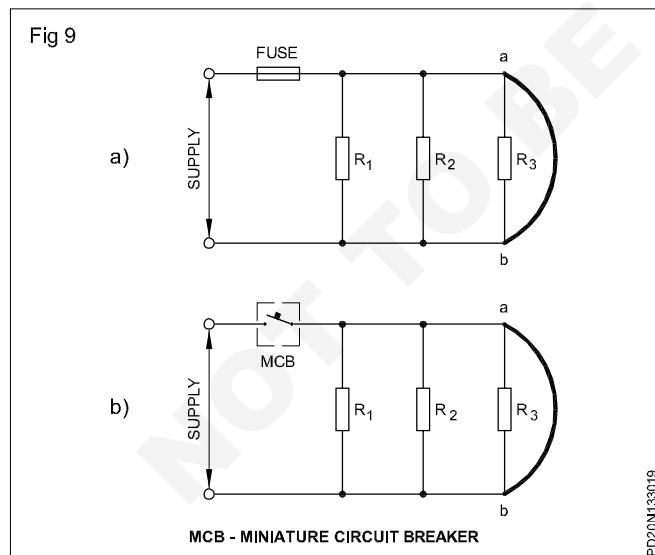 Fig 9
FUSE
a
a)
SUPPLY
R1
R2
R3
b
a
MCB
b)
SUPPLY
R1
R2
R3
b
MCB - MINIATURE CIRCUIT BREAKER
NOT TO BE